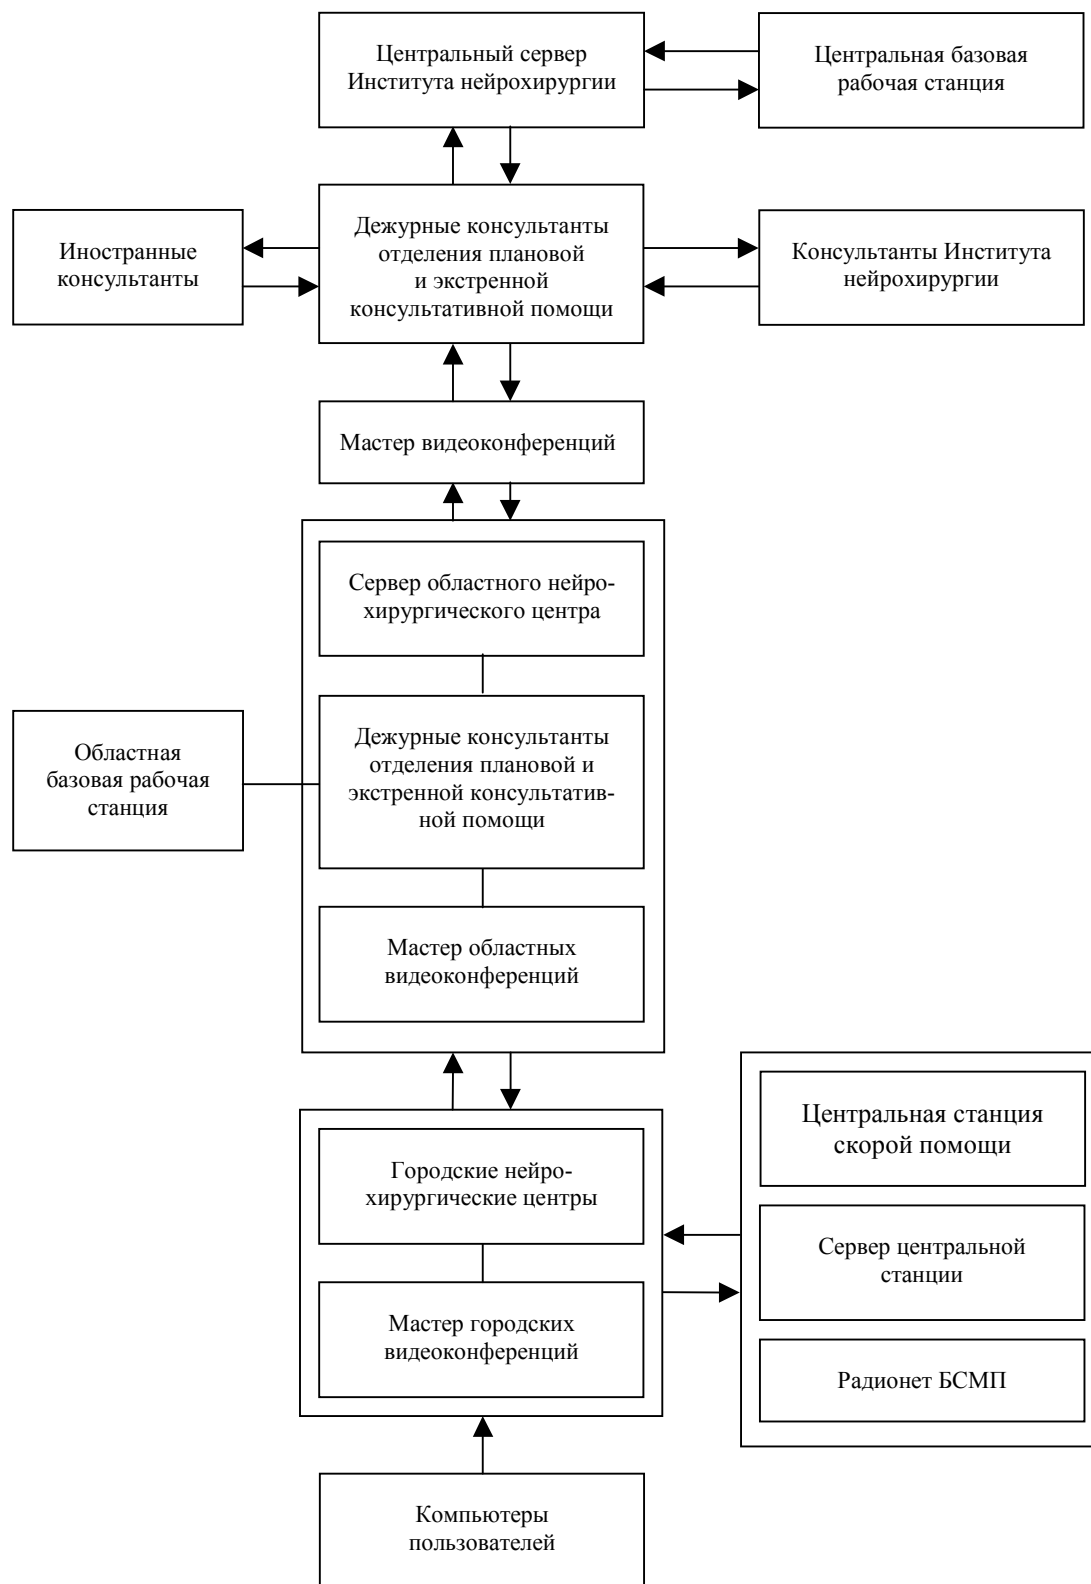 Центральный сервер
Института нейрохирургии
Центральная базовая
рабочая станция
Иностранные
консультанты
Дежурные консультанты
отделения плановой
и экстренной
консультативной помощи
Консультанты Института
нейрохирургии
Мастер видеоконференций
Сервер областного нейро-
хирургического центра
Областная
базовая рабочая
станция
Дежурные консультанты
отделения плановой и
экстренной консультатив-
ной помощи
Мастер областных
видеоконференций
Городские нейро-
хирургические центры
Мастер городских
видеоконференций
Центральная станция
скорой помощи
Сервер центральной
станции
Радионет БСМП
Компьютеры
пользователей